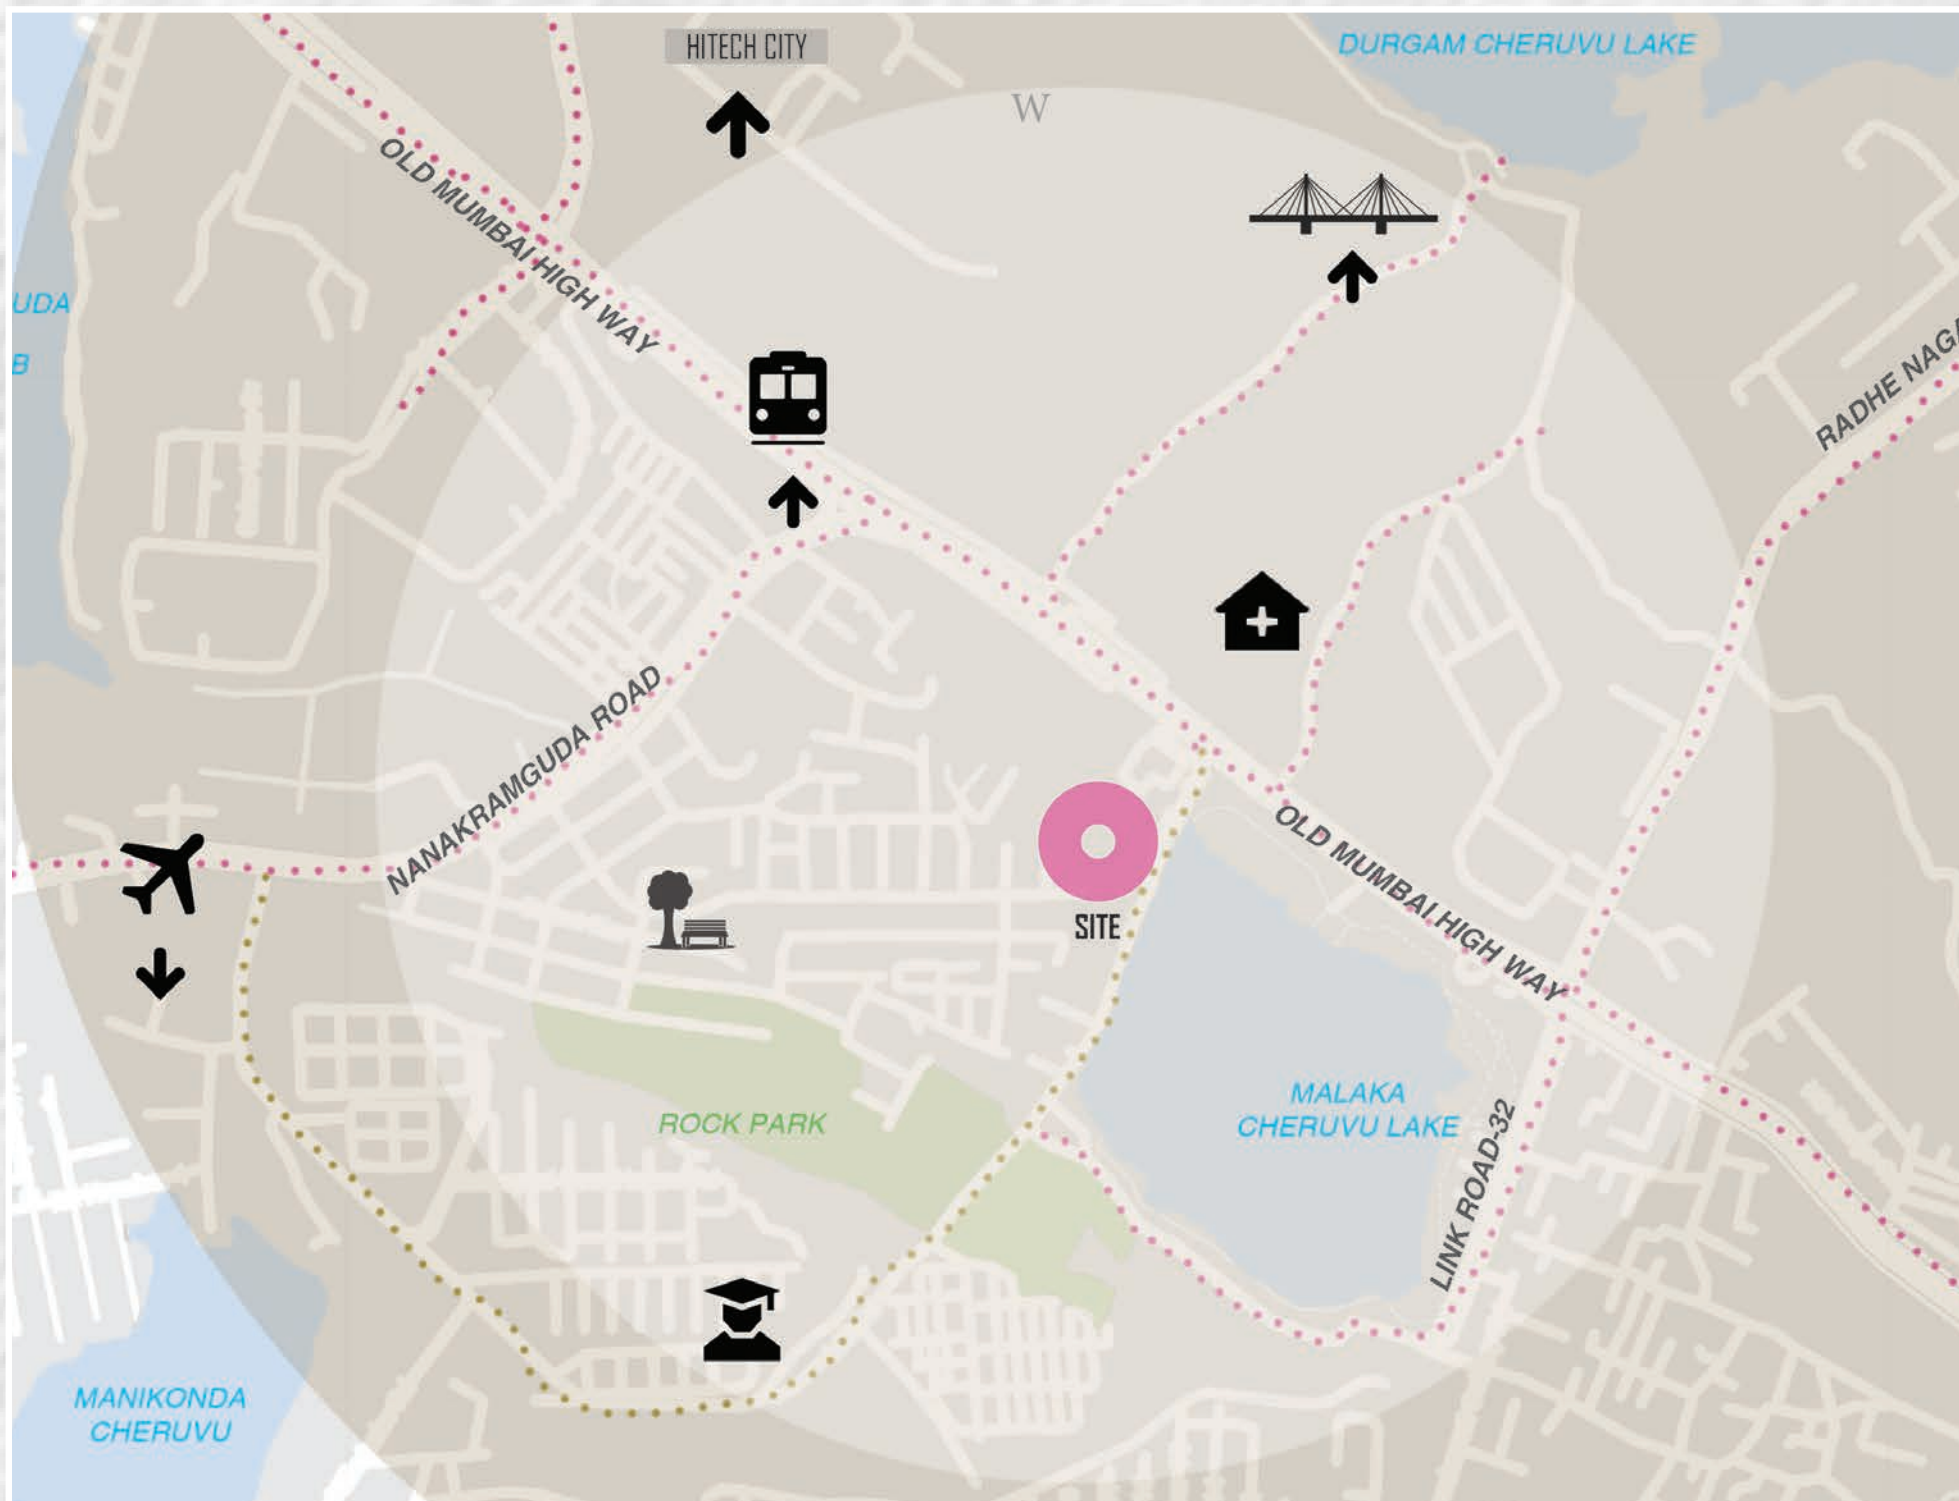 HITECH CITY
DURGAM CHERUVU LAKE
W
OLD MUMBAI HIGH WAY
UDA
B
RADHE NAGA
NANAKRAMGUDA ROAD
OLD MUMBAI HIGH WAY
SITE
ROCK PARK
MALAKA
CHERUVU LAKE
LINK ROAD-32
MANIKONDA
CHERUVU